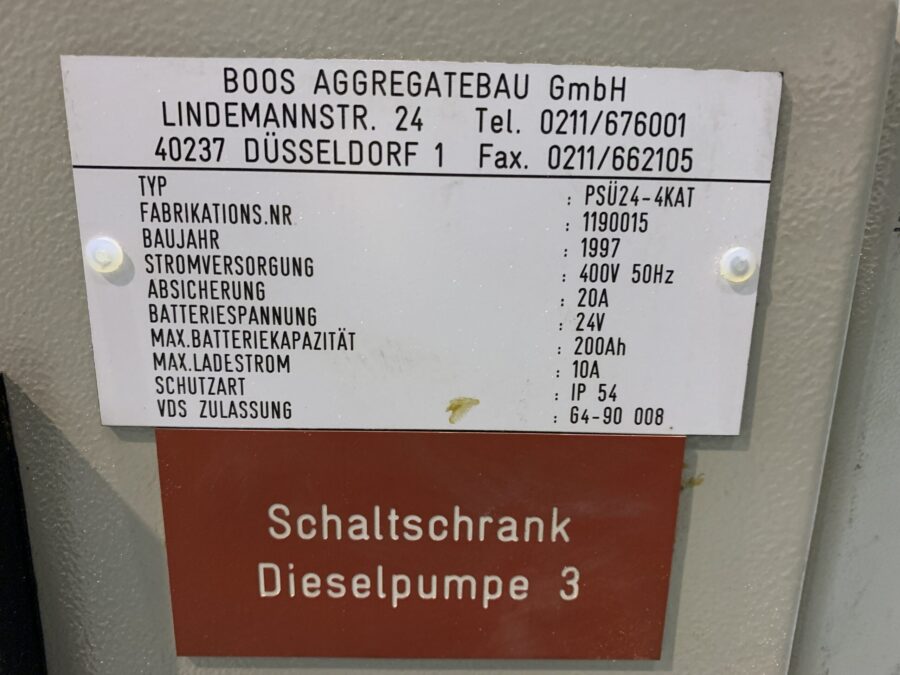 BOOS AGGREGATEBAU GmbH
LINDEMANNSTR. 24 Tel. 0211/676001
40237 DÜSSELDORF 1 Fax. 0211/662105
TYP : PSÜ24-4KAT
FABRIKATIONS.NR : 1190015
BAUJAHR : 1997
STROMVERSORGUNG : 400V 50Hz
ABSICHERUNG : 20A
BATTERIESPANNUNG : 24V
MAX.BATTERIEKAPAZITÄT : 200Ah
MAX.LADESTROM : 10A
SCHUTZART : IP 54
VDS ZULASSUNG : G4-90 008
Schaltschrank
Dieselpumpe 3